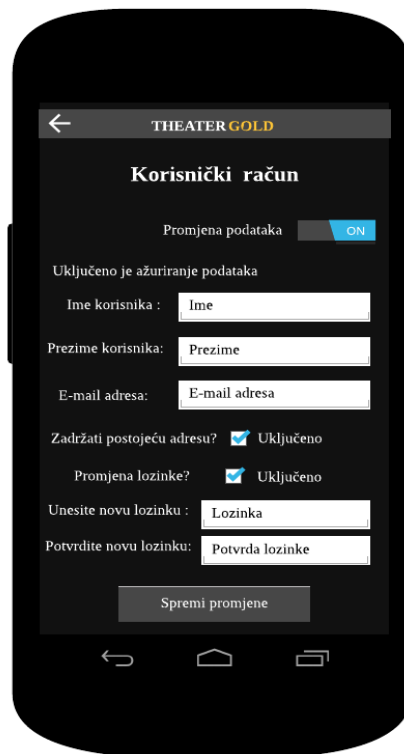 THEATER GOLD
Korisnički račun
Promjena podataka ON
Uključeno je ažuriranje podataka
Ime korisnika : Ime
Prezime korisnika: Prezime
E-mail adresa: E-mail adresa
Zadržati postojeću adresu? Uključeno
Promjena lozinke? Uključeno
Unesite novu lozinku : Lozinka
Potvrdite novu lozinku: Potvrda lozinke
Spremi promjene